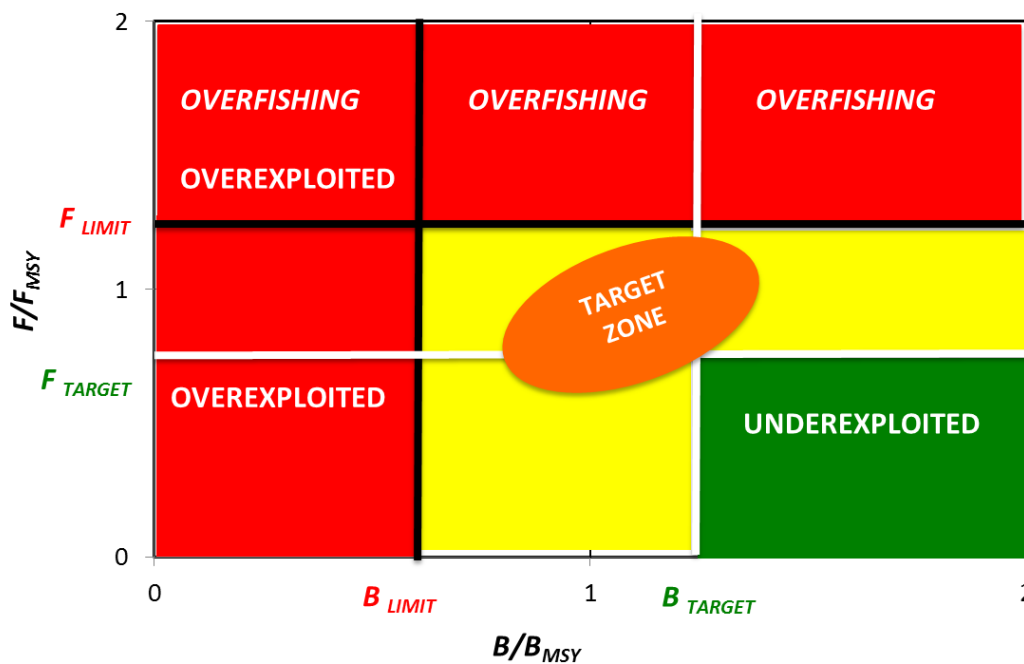 2
OVERFISHING
OVERFISHING
OVERFISHING
OVEREXPLOITED
F LIMIT
1
F/FMSY
TARGET
ZONE
F TARGET
OVEREXPLOITED
UNDEREXPLOITED
0
0
B LIMIT
1
B TARGET
2
B/BMSY